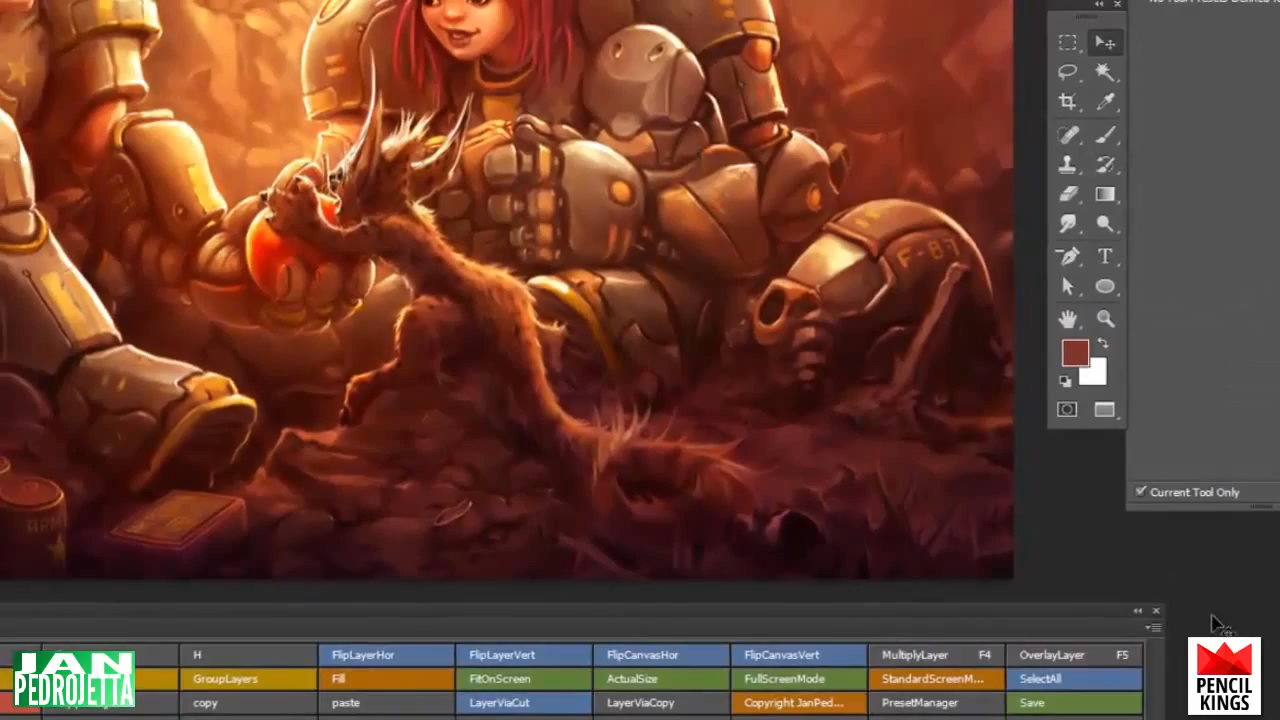 F-87
ARM
Current Tool Only
H
FlipLayerHor
FlipLayerVert
FlipCanvasHor
FlipCanvasVert
MultiplyLayer F4
OverlayLayer F5
GroupLayers
Fill
FitOnScreen
ActualSize
FullScreenMode
StandardScreenM...
SelectAll
copy
paste
LayerViaCut
LayerViaCopy
Copyright JanPed...
PresetManager
Save
JAN
PEDROJETTA
PENCIL
KINGS